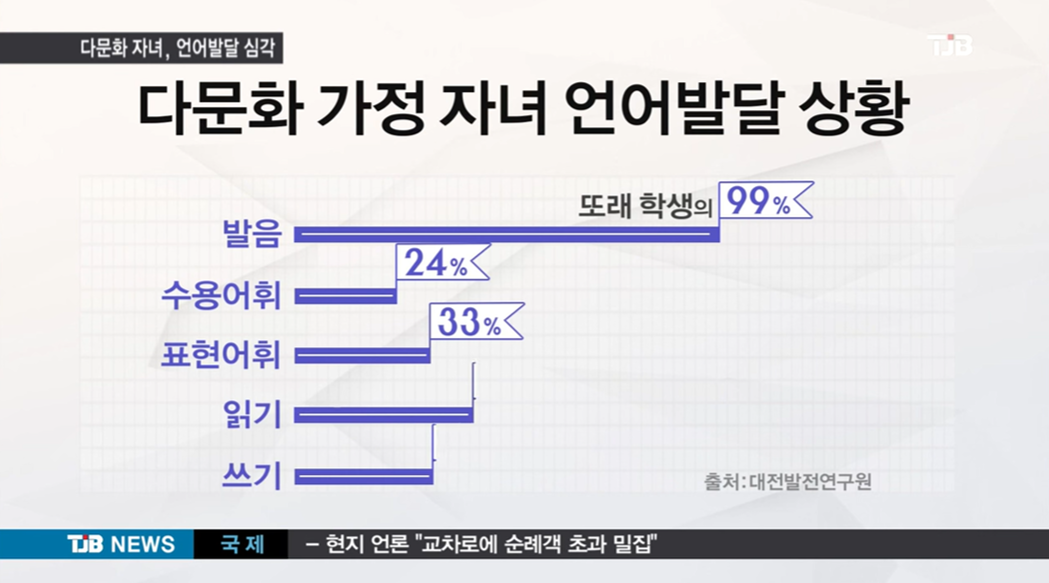 다문화 자녀, 언어발달 심각
TJB
다문화 가정 자녀 언어발달 상황
또래 학생의 99%
발음
24%
수용어휘
33%
표현어휘
읽기
쓰기
출처:대전발전연구원
TJB NEWS 국 제 – 현지 언론 "교차로에 순례객 초과 밀집"